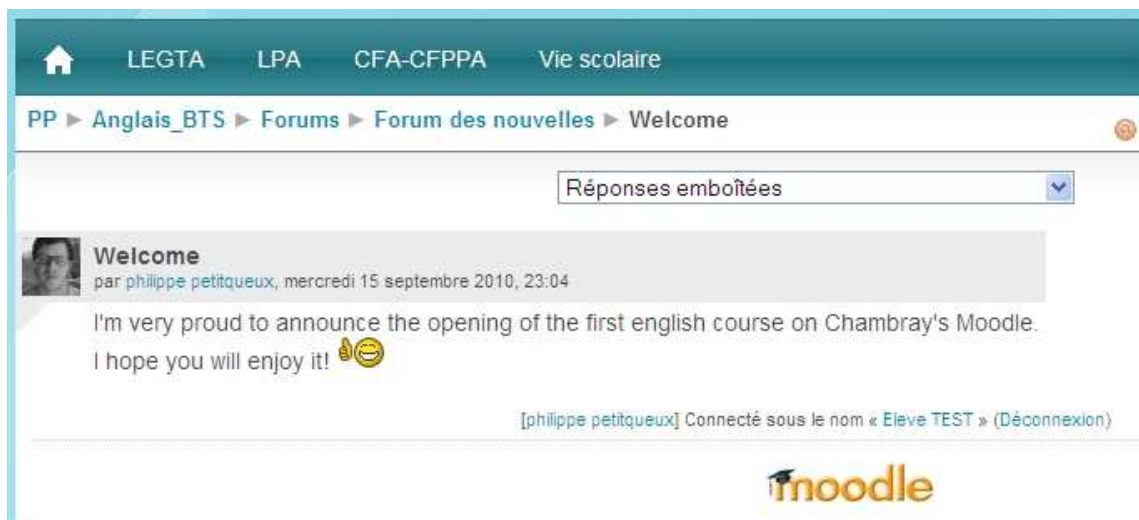 LEGTA LPA CFA-CFPPA Vie scolaire
PP ► Anglais_BTS ► Forums ► Forum des nouvelles ► Welcome
Réponses emboîtées
Welcome
par philippe petitqueux, mercredi 15 septembre 2010, 23:04
I'm very proud to announce the opening of the first english course on Chambray's Moodle.
I hope you will enjoy it!
[philippe petitqueux] Connecté sous le nom « Eleve TEST » (Déconnexion)
moodle